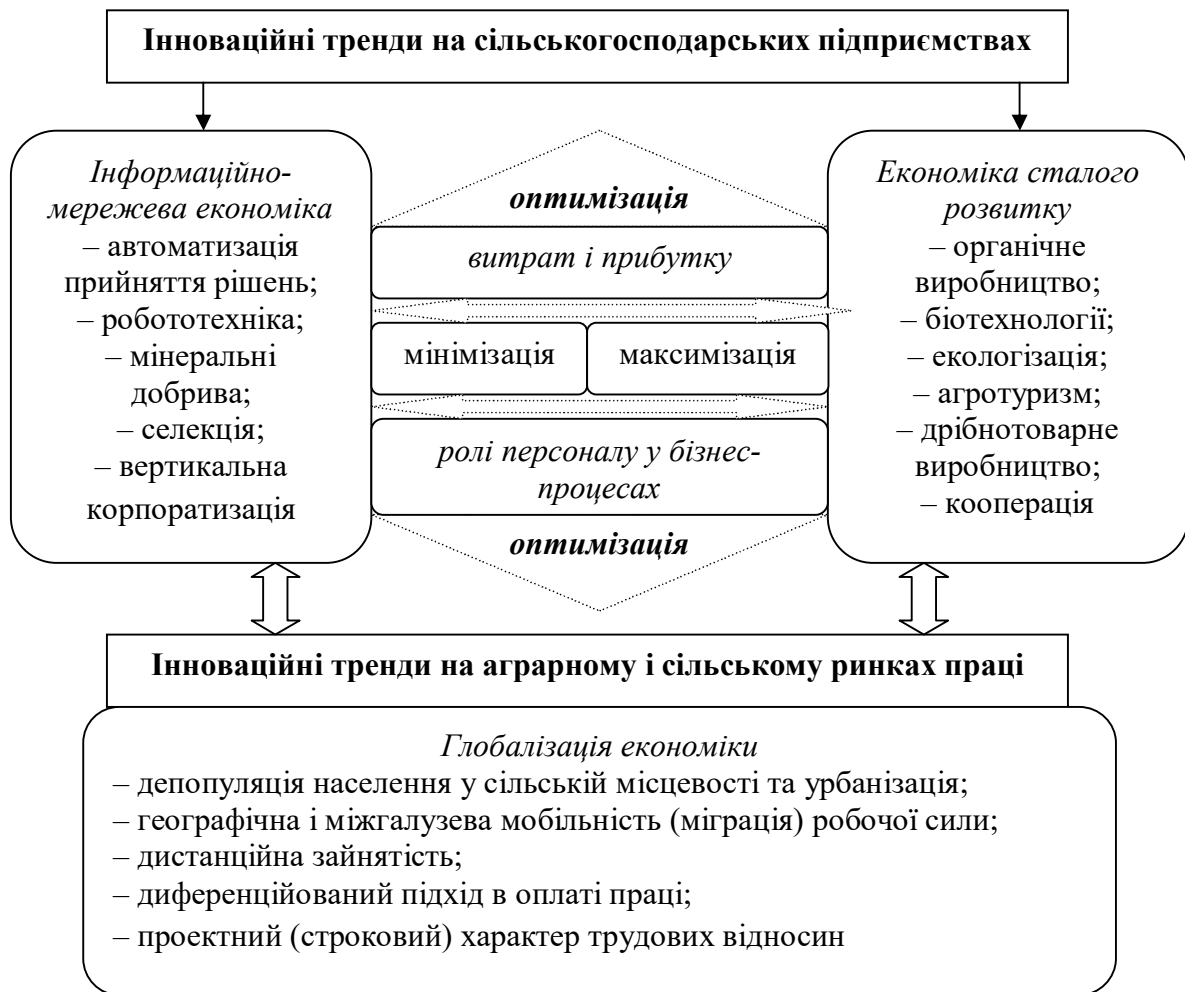 Інноваційні тренди на сільськогосподарських підприємствах
Інформаційно-
мережева економіка
– автоматизація
прийняття рішень;
– робототехніка;
– мінеральні
добрива;
– селекція;
– вертикальна
корпоратизація
оптимізація
витрат і прибутку
мінімізація
максимізація
ролі персоналу у бізнес-
процесах
оптимізація
Економіка сталого
розвитку
– органічне
виробництво;
– біотехнології;
– екологізація;
– агротуризм;
– дрібнотоварне
виробництво;
– кооперація
Інноваційні тренди на аграрному і сільському ринках праці
Глобалізація економіки
– депопуляція населення у сільській місцевості та урбанізація;
– географічна і міжгалузева мобільність (міграція) робочої сили;
– дистанційна зайнятість;
– диференційований підхід в оплаті праці;
– проектний (строковий) характер трудових відносин